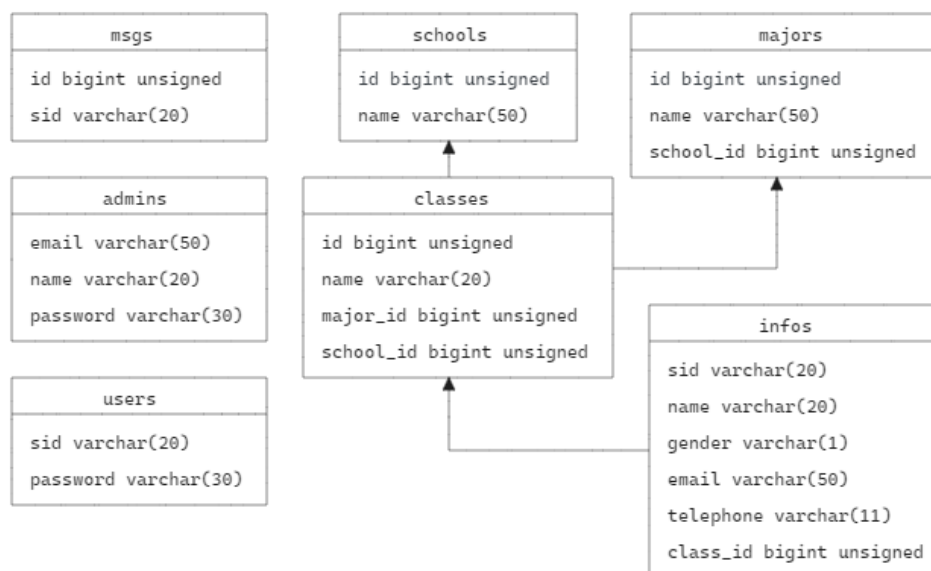 msgs
id bigint unsigned
sid varchar(20)
schools
id bigint unsigned
name varchar(50)
majors
id bigint unsigned
name varchar(50)
school_id bigint unsigned
admins
email varchar(50)
name varchar(20)
password varchar(30)
classes
id bigint unsigned
name varchar(20)
major_id bigint unsigned
school_id bigint unsigned
users
sid varchar(20)
password varchar(30)
infos
sid varchar(20)
name varchar(20)
gender varchar(1)
email varchar(50)
telephone varchar(11)
class_id bigint unsigned